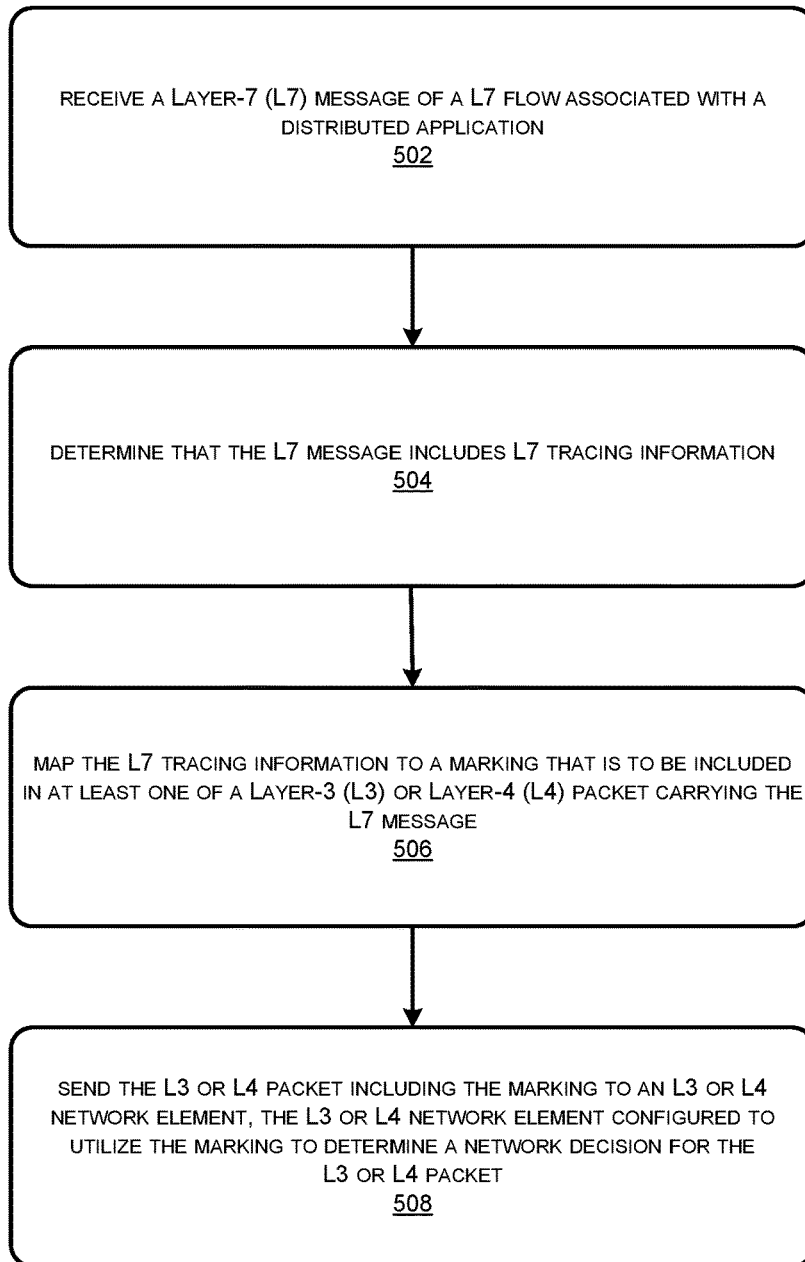 RECEIVE A LAYER-7 (L7) MESSAGE OF A L7 FLOW ASSOCIATED WITH A
DISTRIBUTED APPLICATION
502
DETERMINE THAT THE L7 MESSAGE INCLUDES L7 TRACING INFORMATION
504
MAP THE L7 TRACING INFORMATION TO A MARKING THAT IS TO BE INCLUDED
IN AT LEAST ONE OF A LAYER-3 (L3) OR LAYER-4 (L4) PACKET CARRYING THE
L7 MESSAGE
506
SEND THE L3 OR L4 PACKET INCLUDING THE MARKING TO AN L3 OR L4
NETWORK ELEMENT, THE L3 OR L4 NETWORK ELEMENT CONFIGURED TO
UTILIZE THE MARKING TO DETERMINE A NETWORK DECISION FOR THE
L3 OR L4 PACKET
508